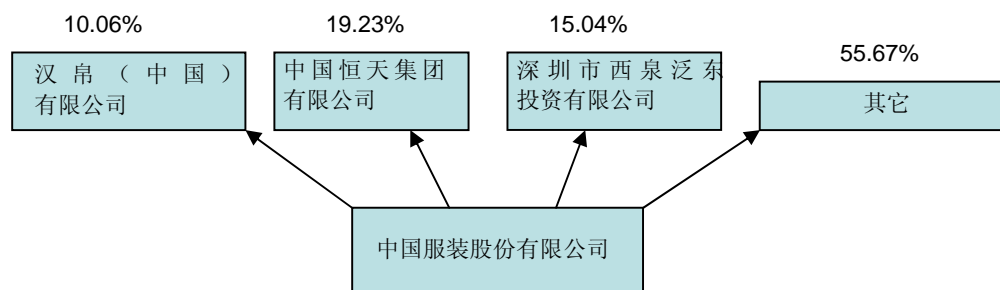 10.06%
19.23%
15.04%
55.67%
汉帛（中国）
有限公司
中国恒天集团
有限公司
深圳市西泉泛东
投资有限公司
其它
中国服装股份有限公司